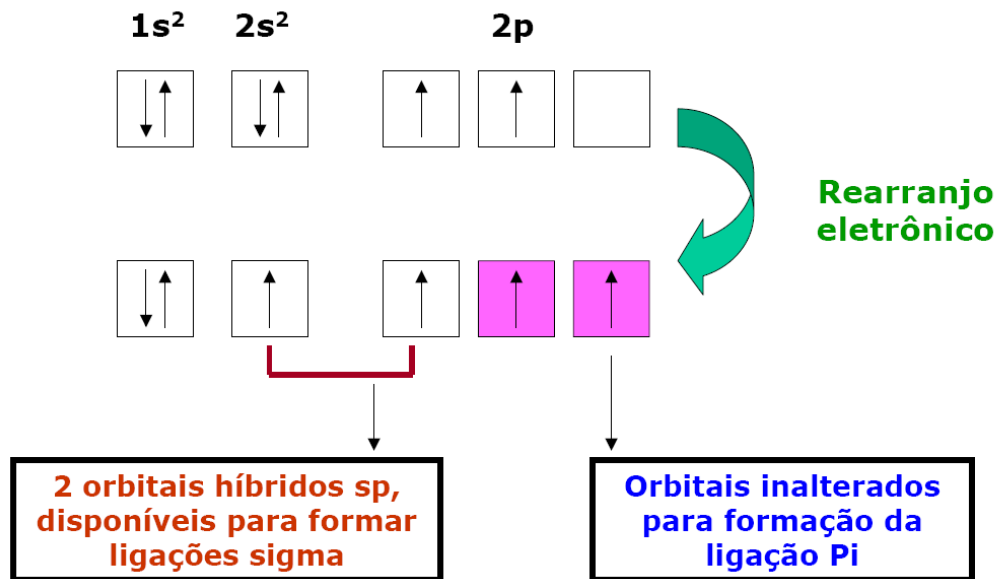 1s² 2s² 2p
Rearranjo
eletrônico
2 orbitais híbridos sp,
disponíveis para formar
ligações sigma
Orbitais inalterados
para formação da
ligação Pi